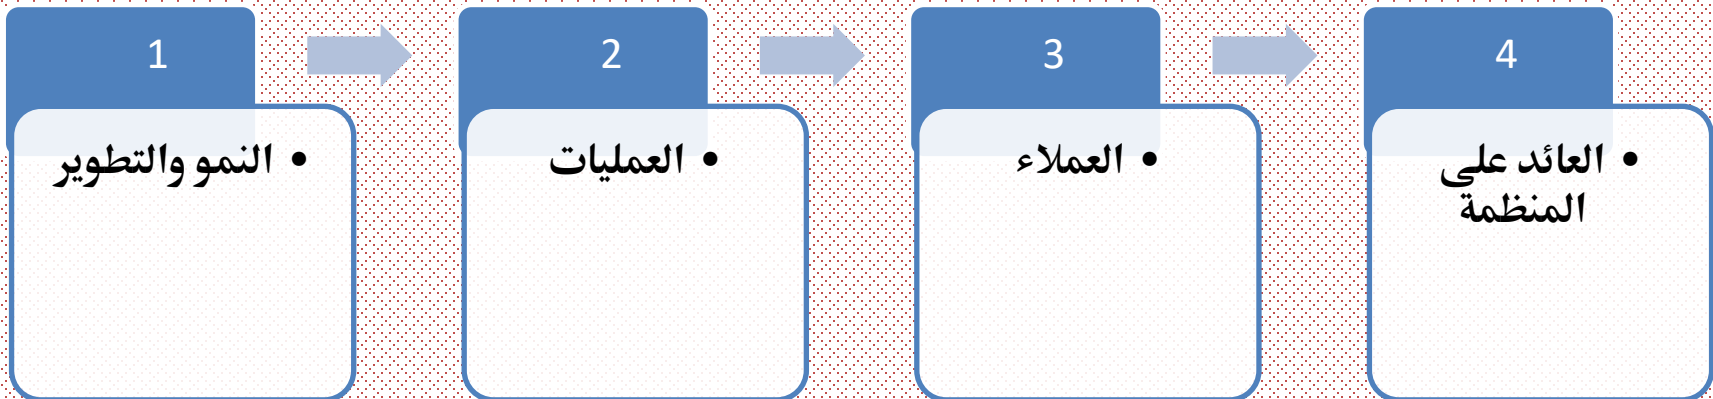 1
• النمو والتطوير
2
• العمليات
3
• العملاء
4
• العائد على
المنظمة